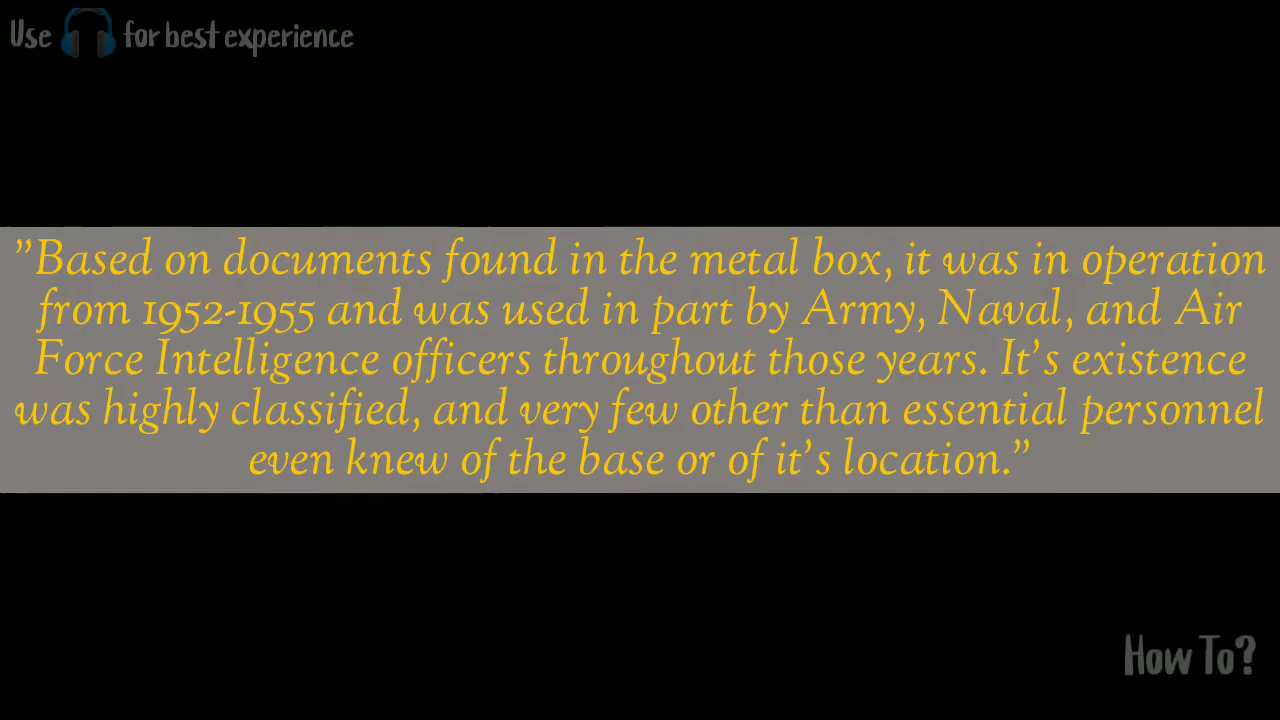 Use for best experience
"Based on documents found in the metal box, it was in operation
from 1952-1955 and was used in part by Army, Naval, and Air
Force Intelligence officers throughout those years. It's existence
was highly classified, and very few other than essential personnel
even knew of the base or of it's location."
How To?